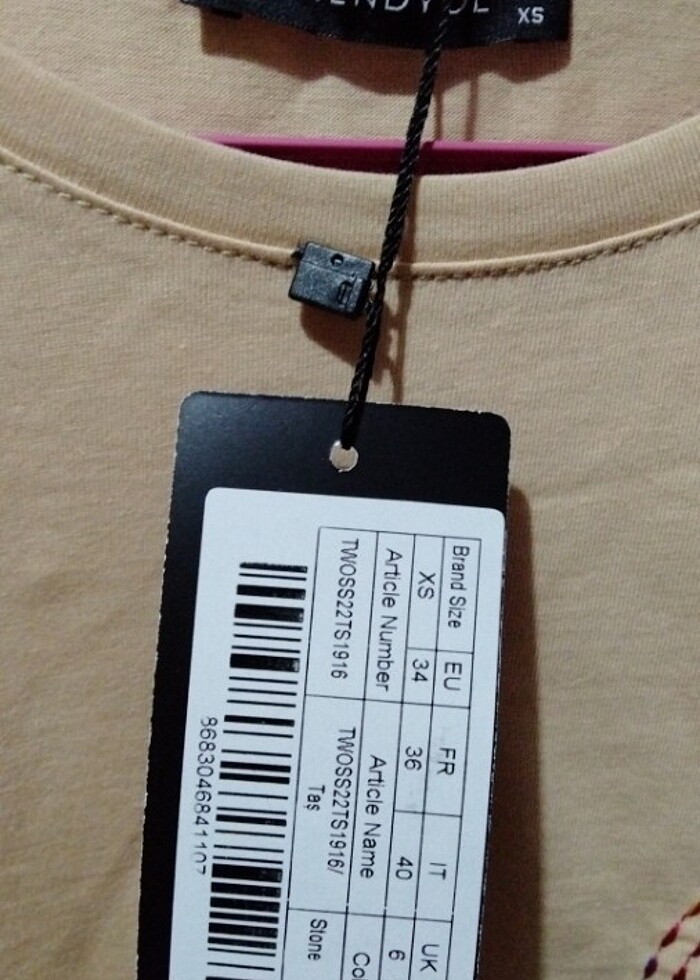 XS
Brand Size EU FR IT UK
XS 34 36 40 6
Article Number Article Name
TWOSS22TS1916 TWOSS22TS1916/
Taş Stone
8683046841107